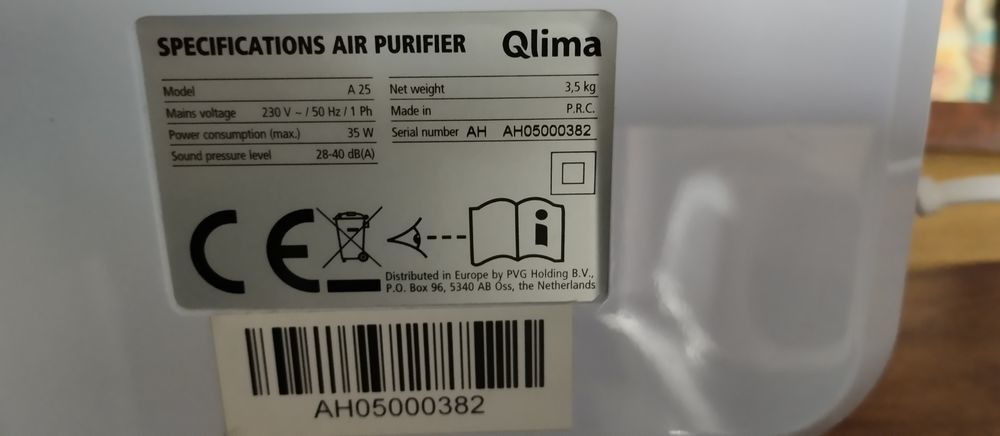 SPECIFICATIONS AIR PURIFIER Qlima
Model A 25
Mains voltage 230 V ~ / 50 Hz / 1 Ph
Power consumption (max.) 35 W
Sound pressure level 28-40 dB(A)
Net weight 3,5 kg
Made in P.R.C.
Serial number AH AH05000382
CE
i
Distributed in Europe by PVG Holding B.V.,
P.O. Box 96, 5340 AB Oss, the Netherlands
AH05000382